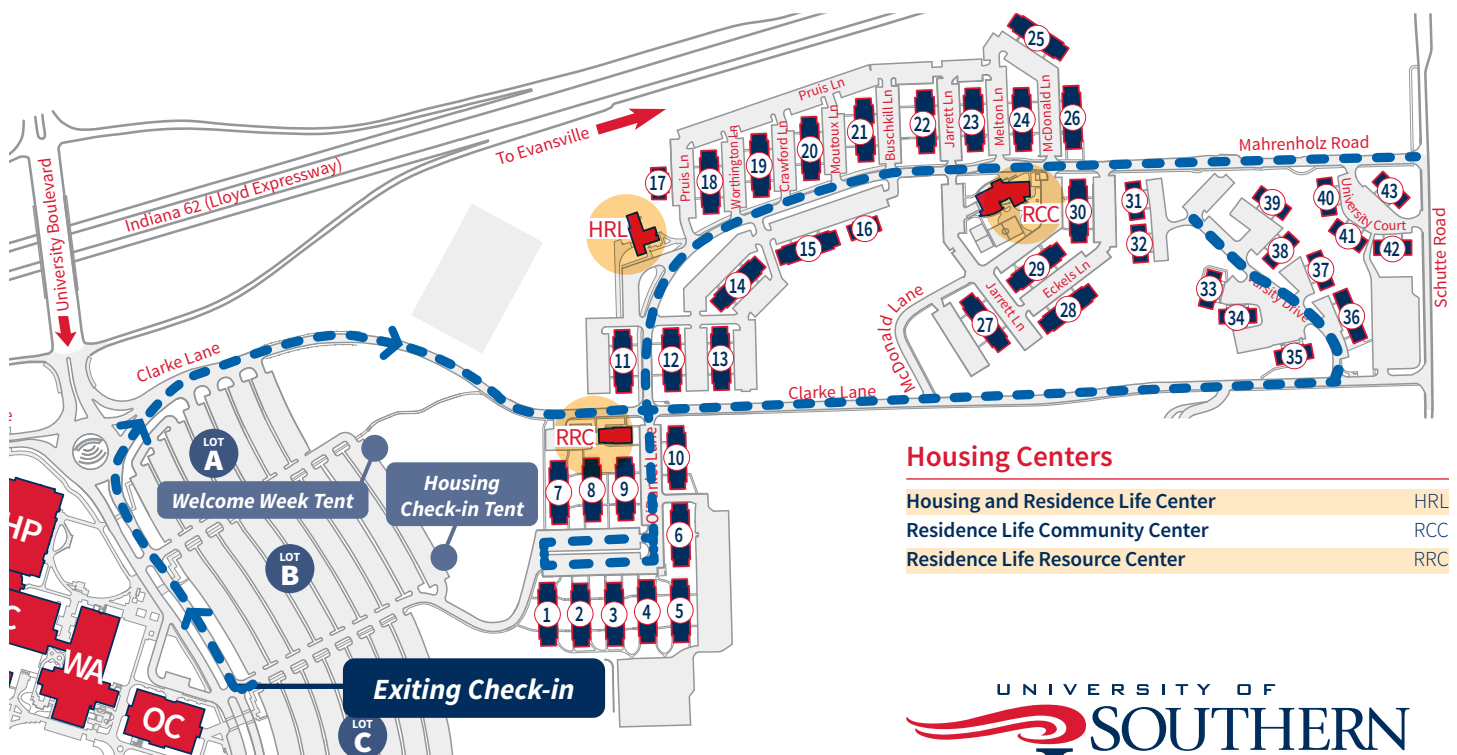 25
Pruis Ln
To Evansville
University Boulevard
Indiana 62 (Lloyd Expressway)
17
Pruis Ln
18
Worthington Ln
19
Crawford Ln
20
Moutoux Ln
21
Buschkill Ln
22
Jarrett Ln
23
Melton Ln
24
McDonald Ln
26
Mahrenholz Road
HRL
16
15
14
RCC
30
31
32
29
Eckels Ln
28
Jarrett Ln
27
McDonald Lane
39
40
University Court
43
41
42
38
37
33
34
36
35
Schutte Road
11
12
13
Clarke Lane
Clarke Lane
RRC
10
7
8
9
6
1
2
3
4
5
LOT
A
Welcome Week Tent
Housing
Check-in Tent
LOT
B
HP
C
WA
OC
LOT
C
Exiting Check-in
Housing Centers
Housing and Residence Life Center HRL
Residence Life Community Center RCC
Residence Life Resource Center RRC
UNIVERSITY OF
SOUTHERN